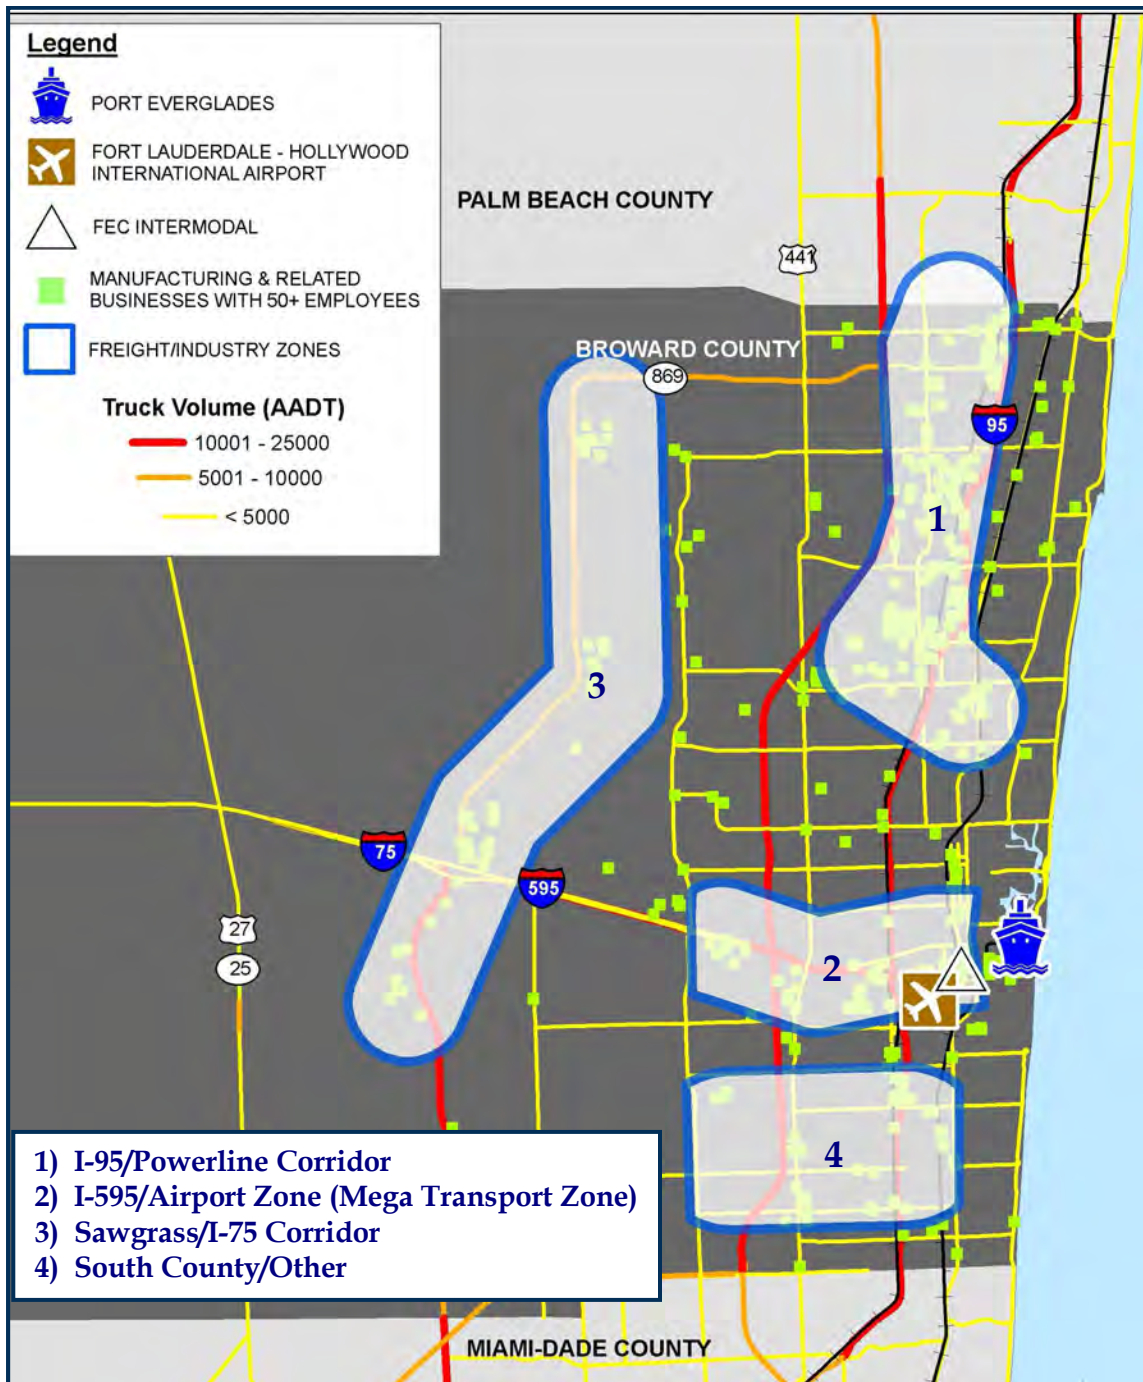 Legend
PORT EVERGLADES
FORT LAUDERDALE - HOLLYWOOD
INTERNATIONAL AIRPORT
FEC INTERMODAL
MANUFACTURING & RELATED
BUSINESSES WITH 50+ EMPLOYEES
FREIGHT/INDUSTRY ZONES
Truck Volume (AADT)
10001 - 25000
5001 - 10000
< 5000
PALM BEACH COUNTY
441
BROWARD COUNTY
869
95
1
3
75
595
27
25
2
4
1) I-95/Powerline Corridor
2) I-595/Airport Zone (Mega Transport Zone)
3) Sawgrass/I-75 Corridor
4) South County/Other
MIAMI-DADE COUNTY